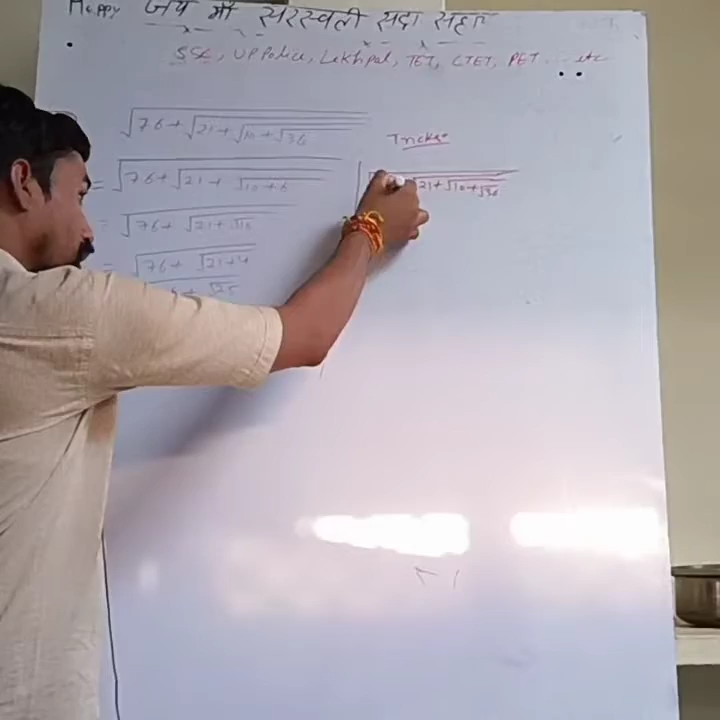 Happy जय माँ सरस्वती सदा सहाय
SSC, UP Police, Lekhpal, TET, CTET, PET ... etc
√76+√21+√10+√36
= √76+√21+√10+6
= √76+√21+√16
= √76+√21+4
√25
Tricks:
√21+√10+√36